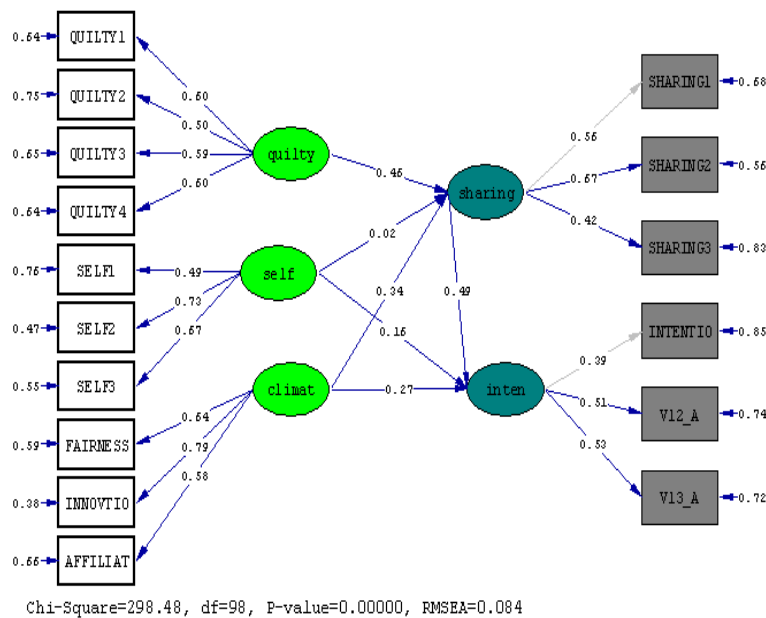 0.64 QUILTY1
0.75 QUILTY2
0.65 QUILTY3
0.64 QUILTY4
0.76 SELF1
0.47 SELF2
0.55 SELF3
0.59 FAIRNESS
0.38 INNOVTIO
0.66 AFFILIAT
0.60
0.50
0.59
0.60
0.49
0.73
0.67
0.64
0.79
0.58
quilty
self
climat
0.46
0.02
0.34
0.49
0.16
0.27
sharing
inten
0.56
0.67
0.42
0.39
0.51
0.53
SHARING1 0.68
SHARING2 0.56
SHARING3 0.83
INTENTIO 0.85
V12_A 0.74
V13_A 0.72
Chi-Square=298.48, df=98, P-value=0.00000, RMSEA=0.084